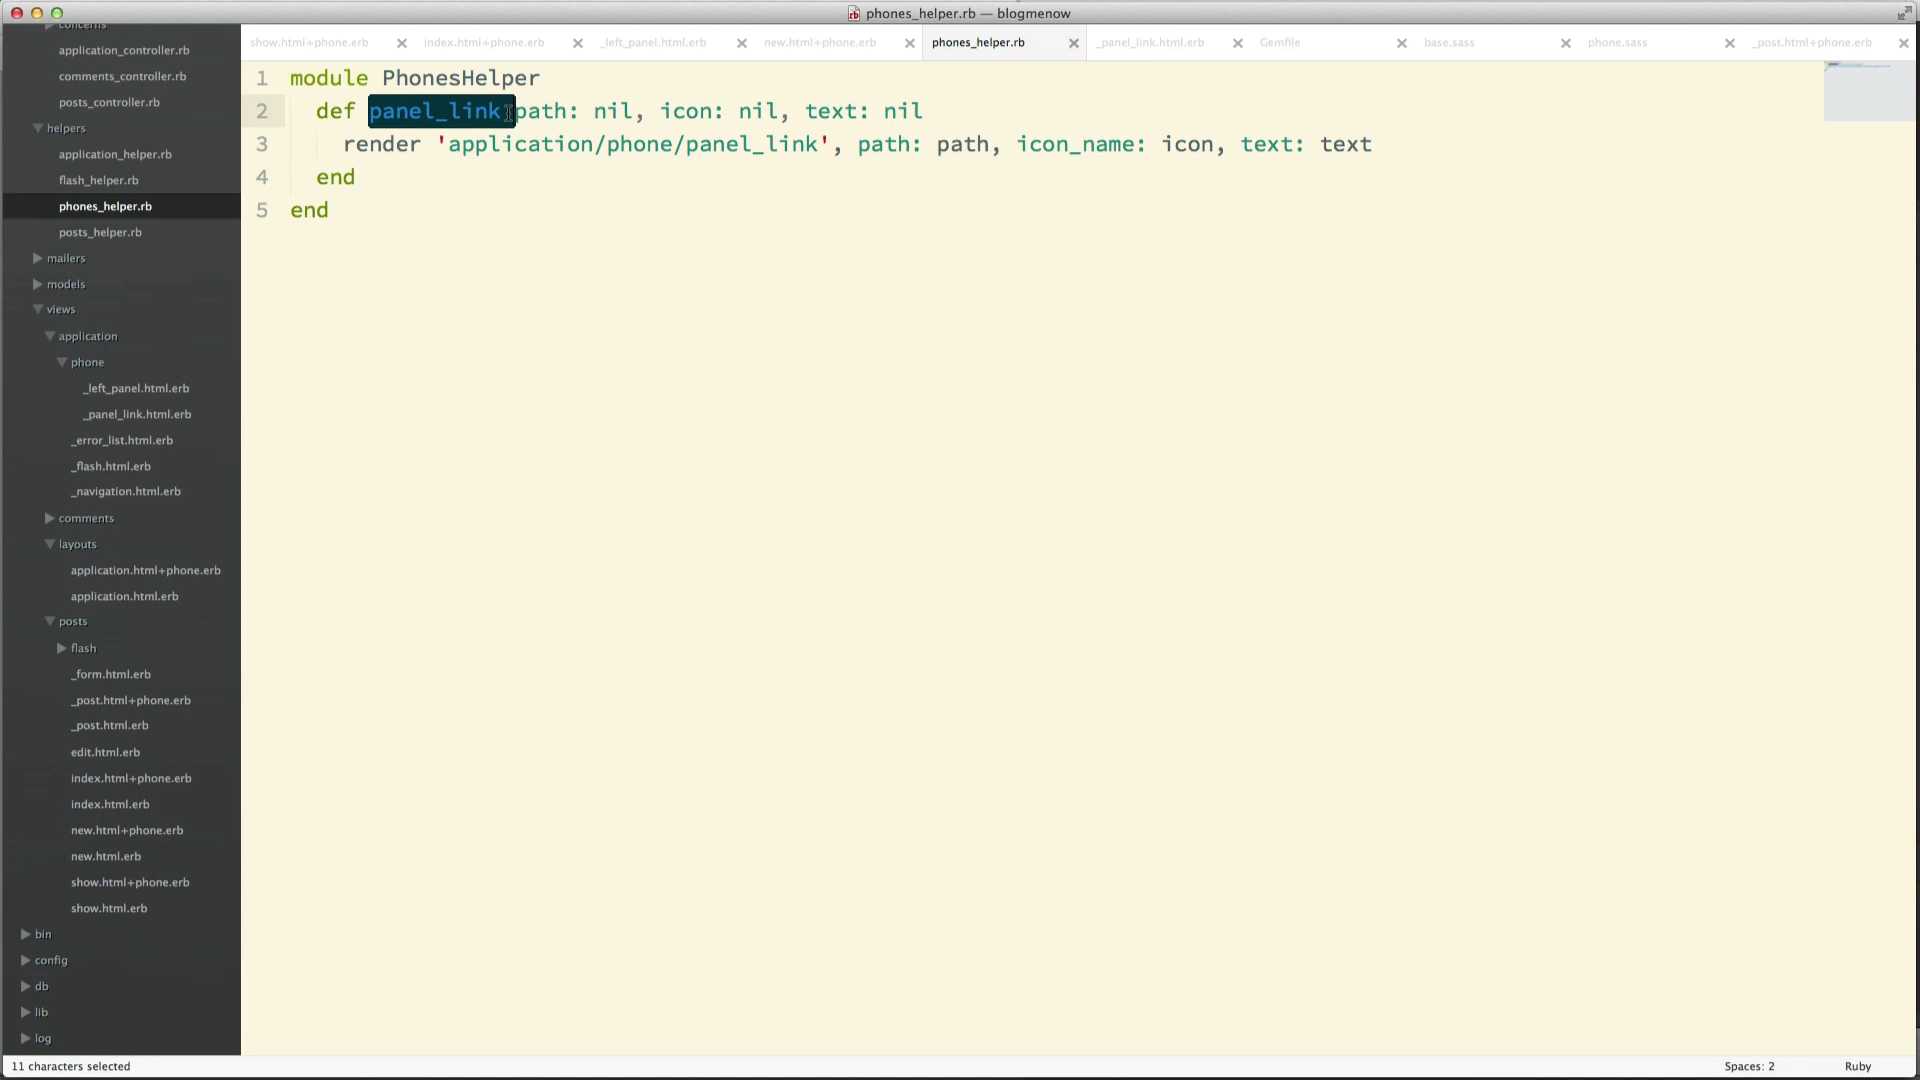 phones_helper.rb — blogmenow
concerns
application_controller.rb
comments_controller.rb
posts_controller.rb
helpers
application_helper.rb
flash_helper.rb
phones_helper.rb
posts_helper.rb
mailers
models
views
application
phone
_left_panel.html.erb
_panel_link.html.erb
_error_list.html.erb
_flash.html.erb
_navigation.html.erb
comments
layouts
application.html+phone.erb
application.html.erb
posts
flash
_form.html.erb
_post.html+phone.erb
_post.html.erb
edit.html.erb
index.html+phone.erb
index.html.erb
new.html+phone.erb
new.html.erb
show.html+phone.erb
show.html.erb
bin
config
db
lib
log
show.html+phone.erb index.html+phone.erb _left_panel.html.erb new.html+phone.erb phones_helper.rb _panel_link.html.erb Gemfile base.sass phone.sass _post.html+phone.erb
1 module PhonesHelper
2 def panel_link path: nil, icon: nil, text: nil
3 render 'application/phone/panel_link', path: path, icon_name: icon, text: text
4 end
5 end
11 characters selected
Spaces: 2 Ruby